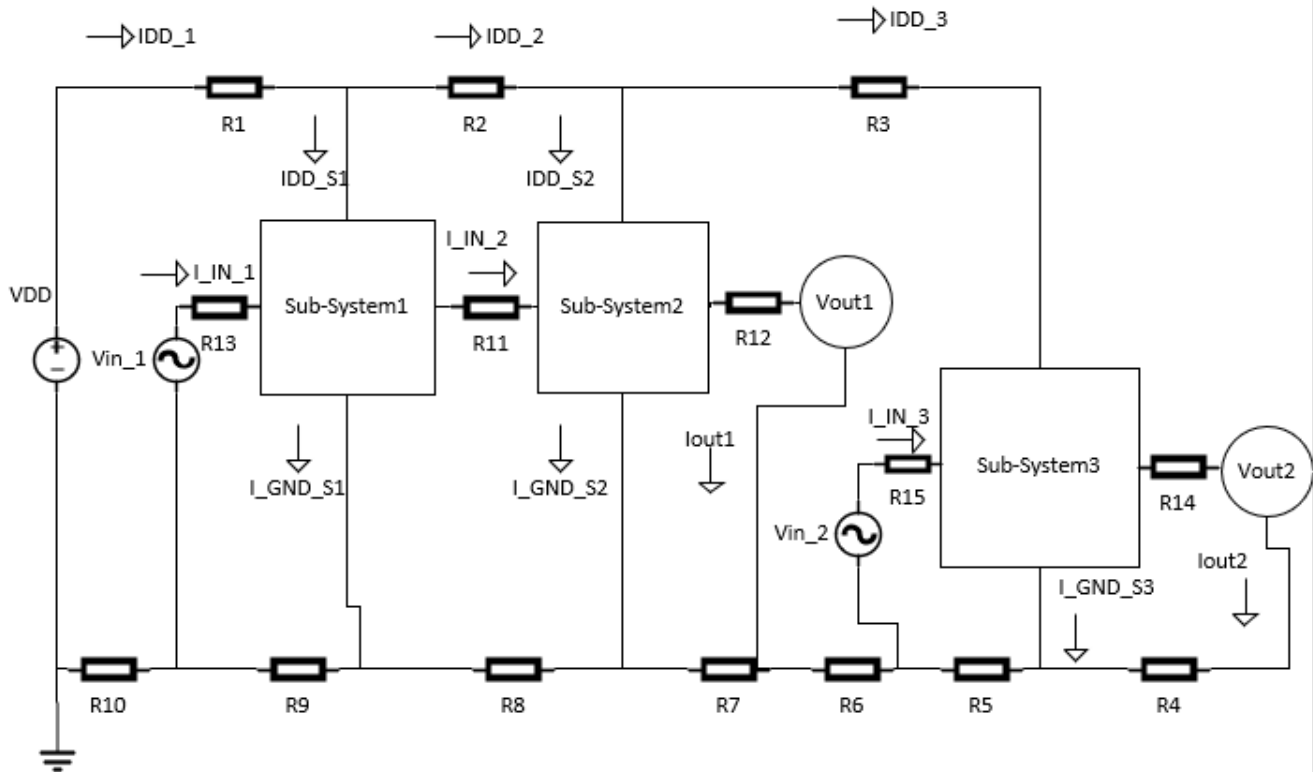 IDD_1
IDD_2
IDD_3
R1
R2
R3
IDD_S1
IDD_S2
I_IN_1
I_IN_2
VDD
Vin_1
R13
Sub-System1
R11
Sub-System2
R12
Vout1
I_IN_3
Iout1
I_GND_S1
I_GND_S2
R15
Sub-System3
R14
Vout2
Vin_2
I_GND_S3
Iout2
R10
R9
R8
R7
R6
R5
R4